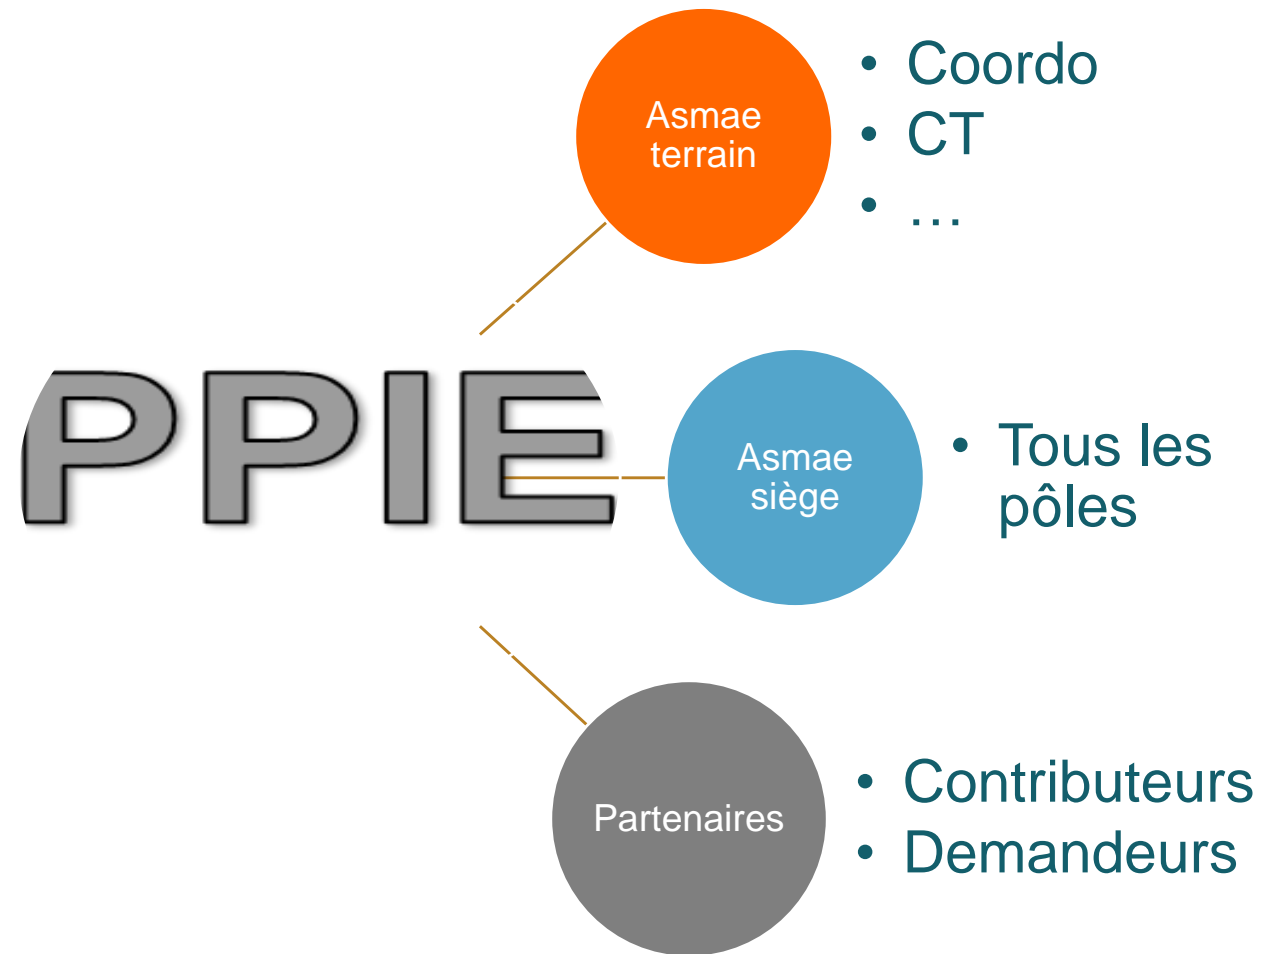 Asmae
terrain
• Coordo
• CT
• …
PPIE
Asmae
siège
• Tous les
pôles
Partenaires
• Contributeurs
• Demandeurs